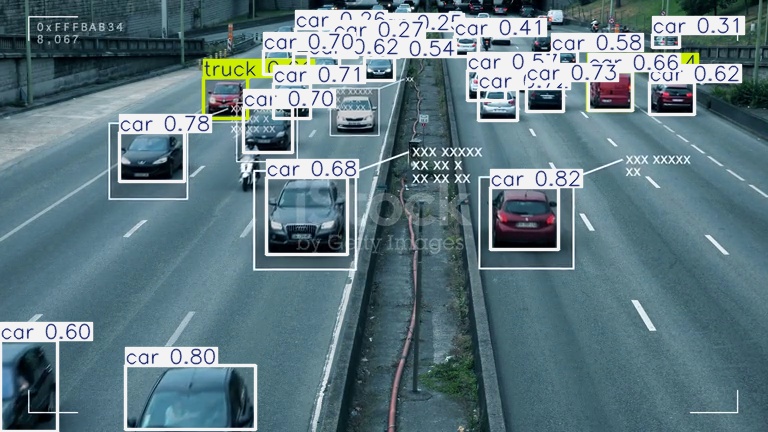 0xFFFBAB34
8.067
car 0.25
car 0.27
car 0.41
car 0.31
car 0.70
0.62
0.54
car 0.58
truck
car 0.71
0.66
car 0.62
car 0.70
car 0.73
car 0.78
car 0.68
xxx xxxxx
xx xx x
xx xx xx
xxx xxxxx
xx
car 0.82
iStock
by Getty Images
car 0.60
car 0.80